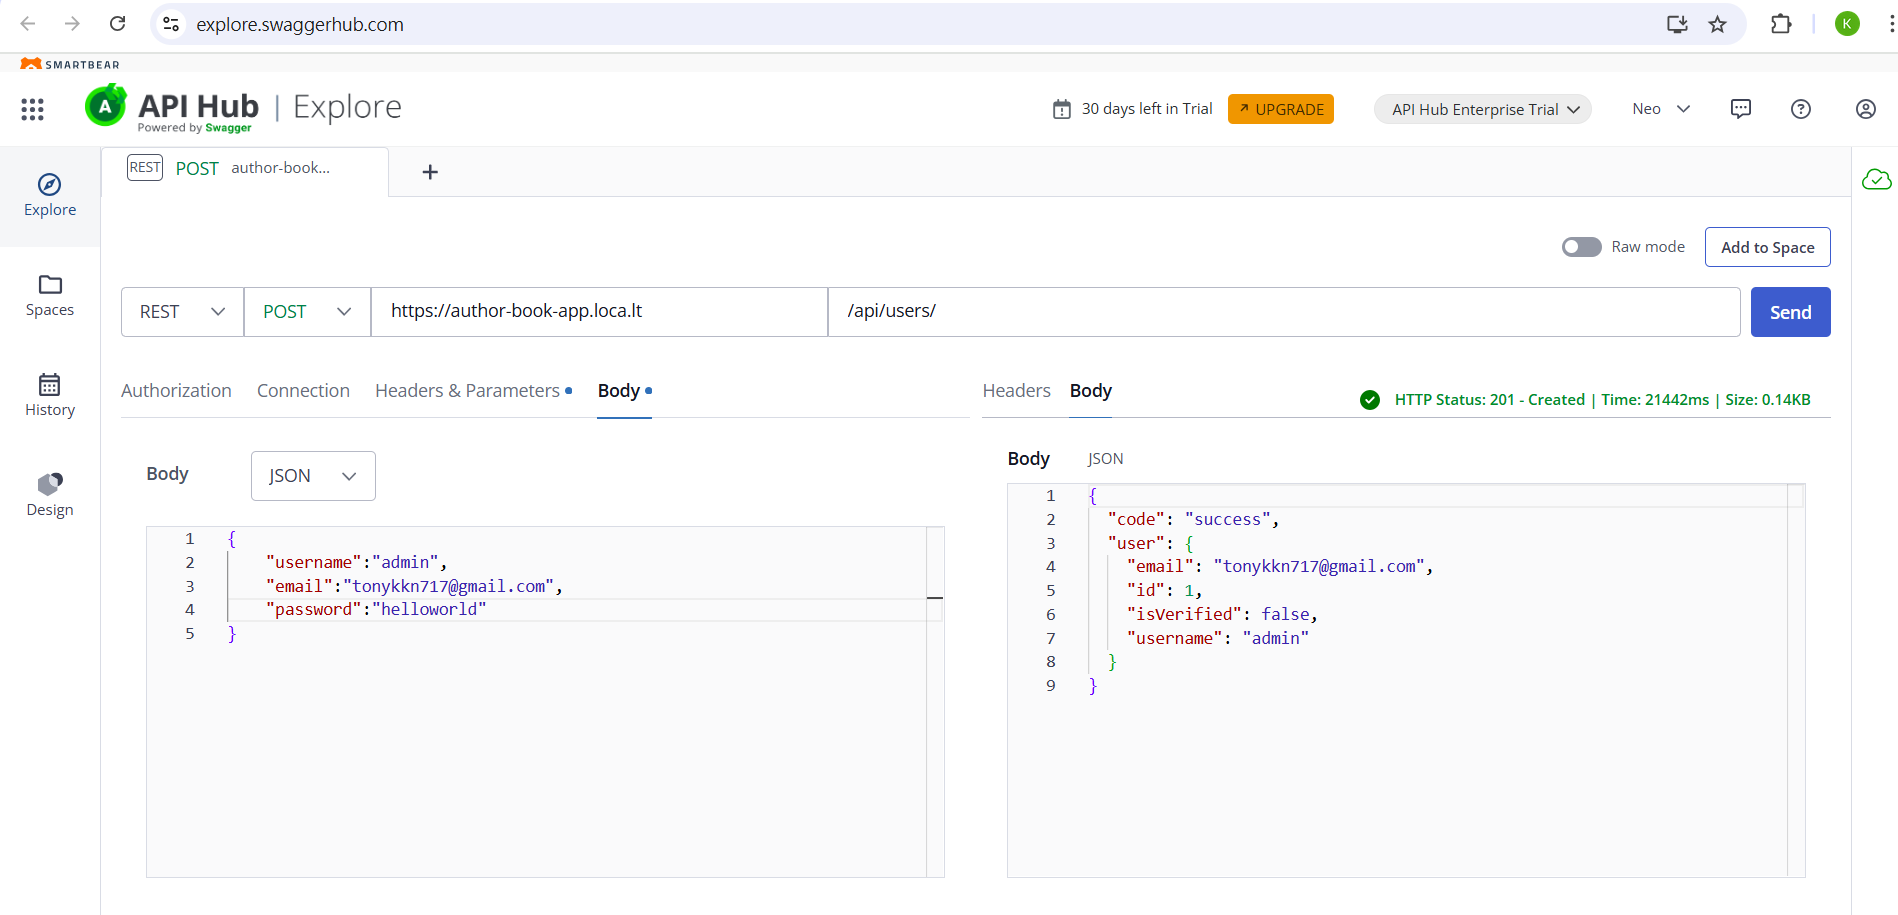 explore.swaggerhub.com
K
SMARTBEAR
A API Hub | Explore
Powered by Swagger
30 days left in Trial
UPGRADE
API Hub Enterprise Trial
Neo
REST POST author-book... +
Explore
Spaces
History
Design
Raw mode
Add to Space
REST POST https://author-book-app.loca.lt /api/users/ Send
Authorization Connection Headers & Parameters Body
Body JSON
1 {
2 "username":"admin",
3 "email":"tonykkn717@gmail.com",
4 "password":"helloworld"
5 }
Headers Body
HTTP Status: 201 - Created | Time: 21442ms | Size: 0.14KB
Body JSON
1 {
2 "code": "success",
3 "user": {
4 "email": "tonykkn717@gmail.com",
5 "id": 1,
6 "isVerified": false,
7 "username": "admin"
8 }
9 }